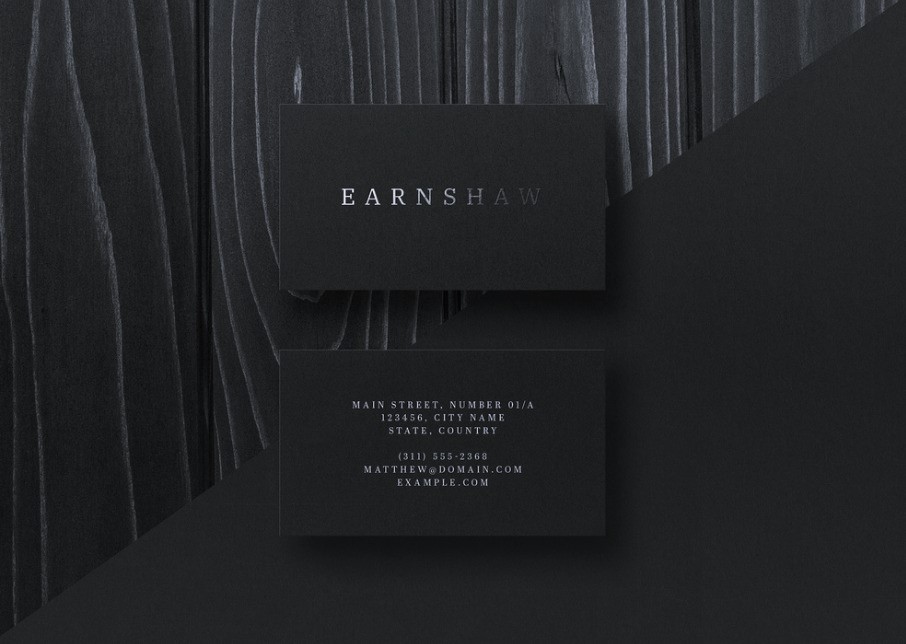 EARNSHAW
MAIN STREET, NUMBER 01/A
123456, CITY NAME
STATE, COUNTRY
(311) 555-2368
MATTHEW@DOMAIN.COM
EXAMPLE.COM